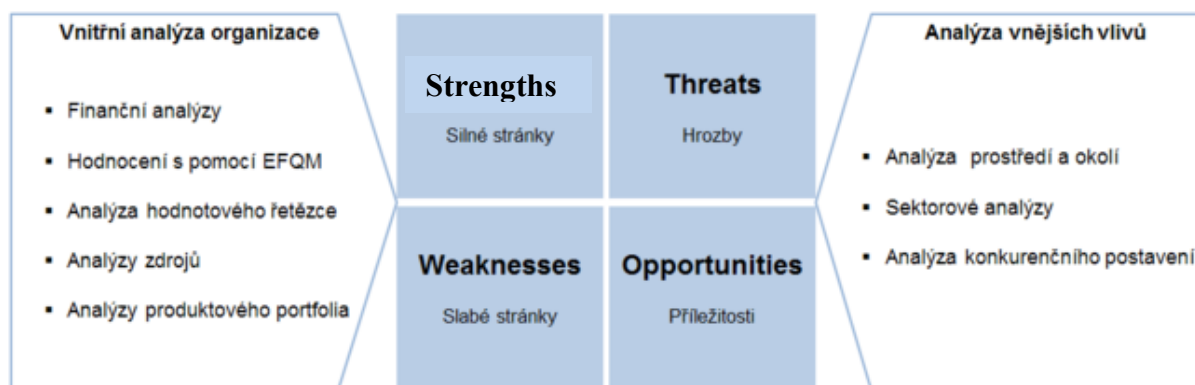 Vnitřní analýza organizace
▪ Finanční analýzy
▪ Hodnocení s pomocí EFQM
▪ Analýza hodnotového řetězce
▪ Analýzy zdrojů
▪ Analýzy produktového portfolia
Strengths
Silné stránky
Threats
Hrozby
Weaknesses
Slabé stránky
Opportunities
Příležitosti
Analýza vnějších vlivů
▪ Analýza prostředí a okolí
▪ Sektorové analýzy
▪ Analýza konkurenčního postavení